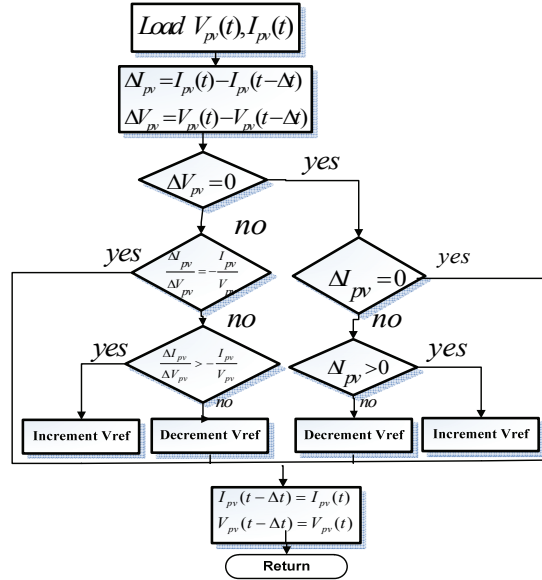 Load V_pv(t), I_pv(t)
ΔI_pv = I_pv(t) − I_pv(t−Δt)
ΔV_pv = V_pv(t) − V_pv(t−Δt)
yes
ΔV_pv = 0
no
yes
ΔI_pv/ΔV_pv = − I_pv/V_pv
ΔI_pv = 0
yes
no
no
yes
ΔI_pv/ΔV_pv > − I_pv/V_pv
ΔI_pv > 0
yes
no
no
Increment Vref
Decrement Vref
Decrement Vref
Increment Vref
I_pv(t − Δt) = I_pv(t)
V_pv(t − Δt) = V_pv(t)
Return